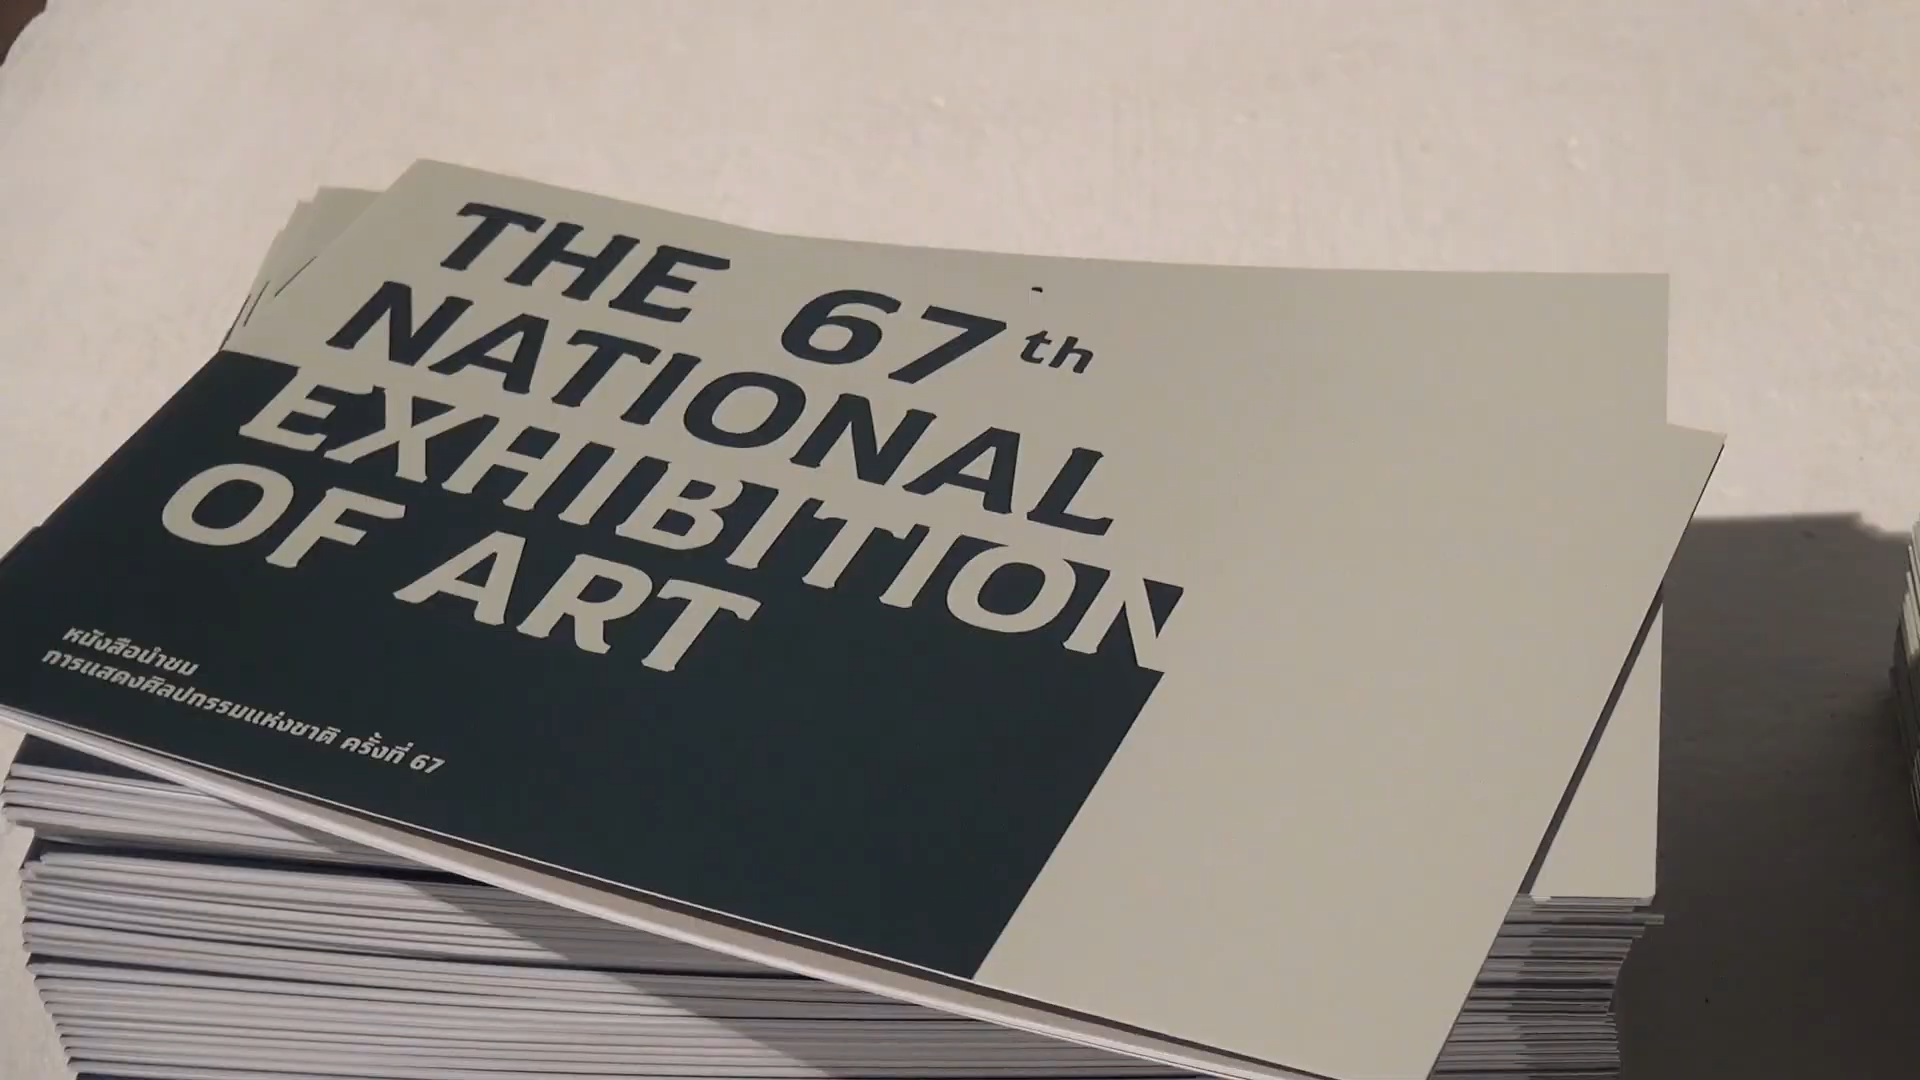 THE 67th
NATIONAL
EXHIBITION
OF ART
หนังสือนำชม
การแสดงศิลปกรรมแห่งชาติ ครั้งที่ 67